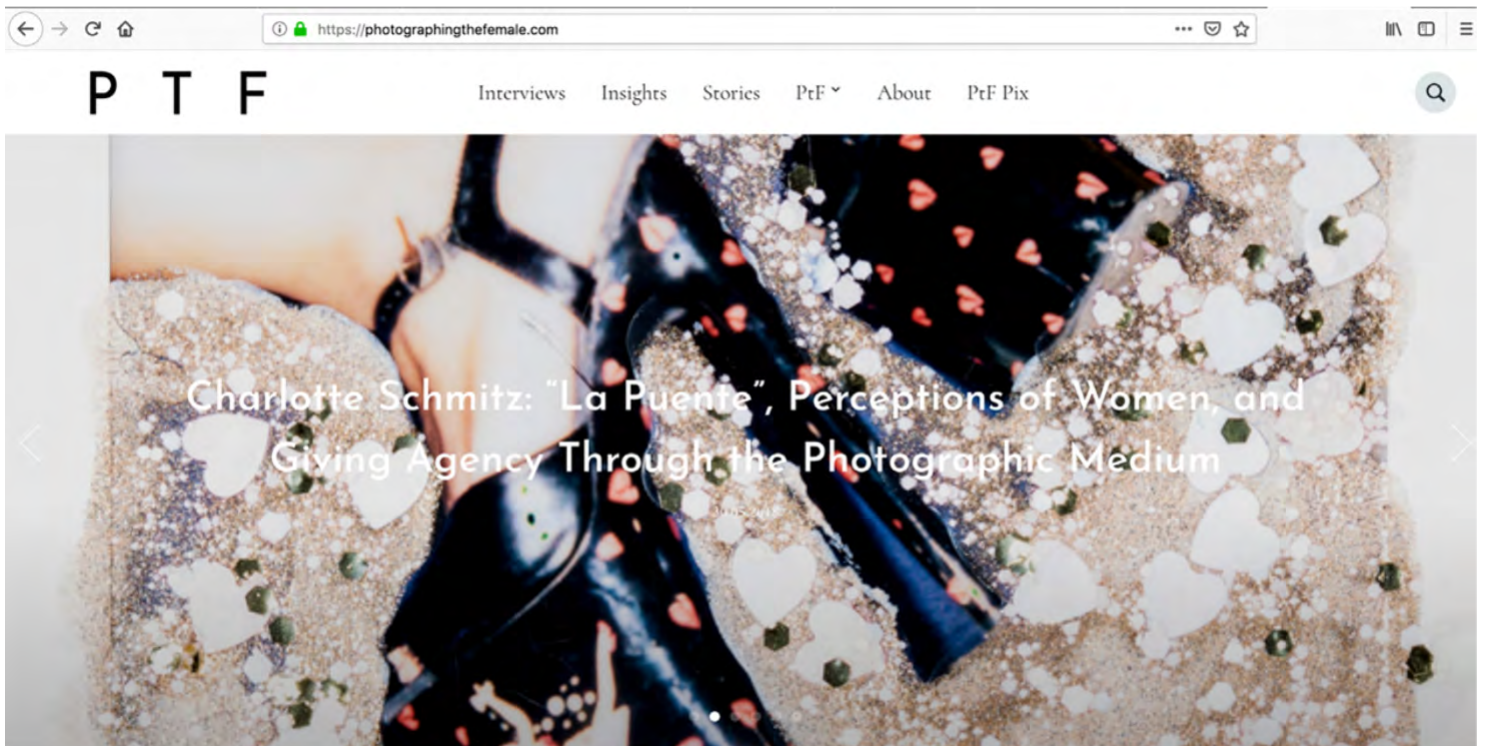 https://photographingthefemale.com
P T F
Interviews Insights Stories PtF About PtF Pix
Charlotte Schmitz: “La Puente”, Perceptions of Women, and
Giving Agency Through the Photographic Medium